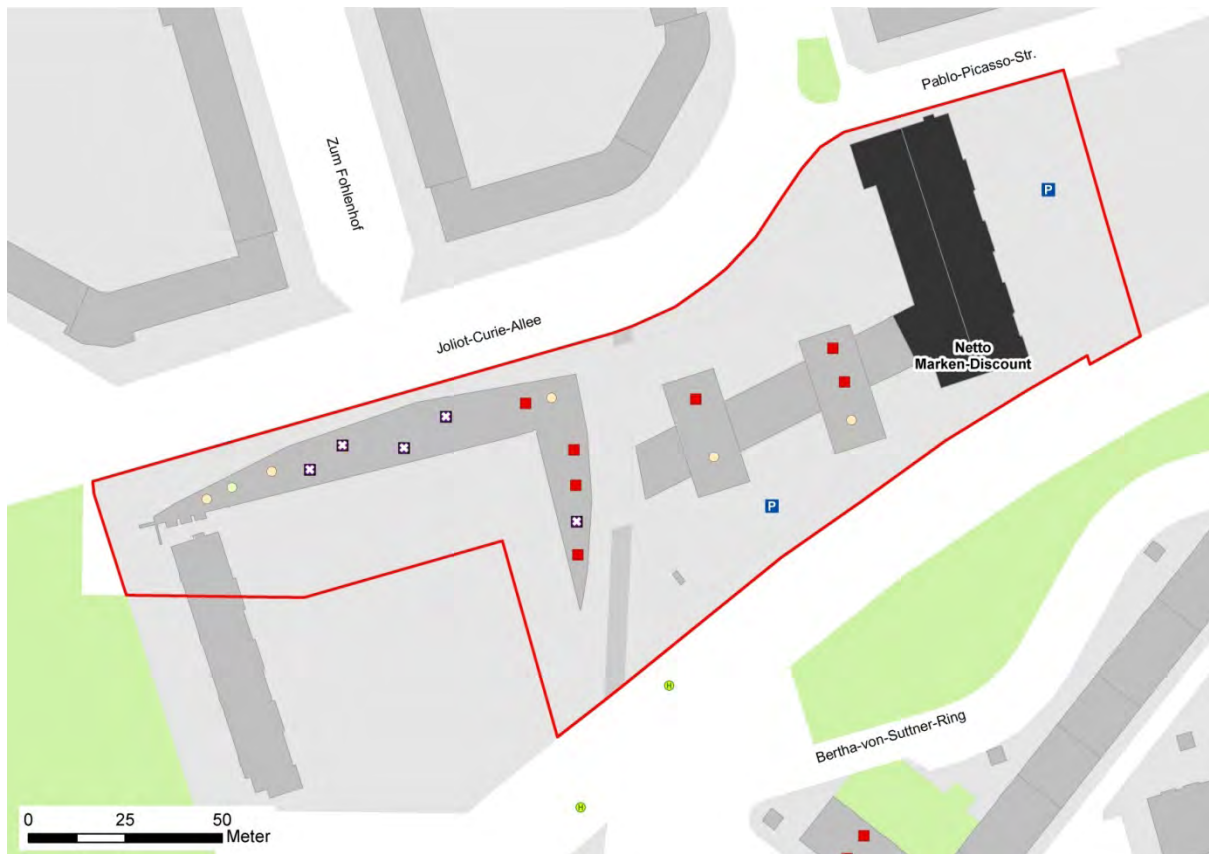 Pablo-Picasso-Str.
P
Zum Fohlenhof
Joliot-Curie-Allee
Netto
Marken-Discount
P
H
Bertha-von-Suttner-Ring
H
0 25 50
Meter